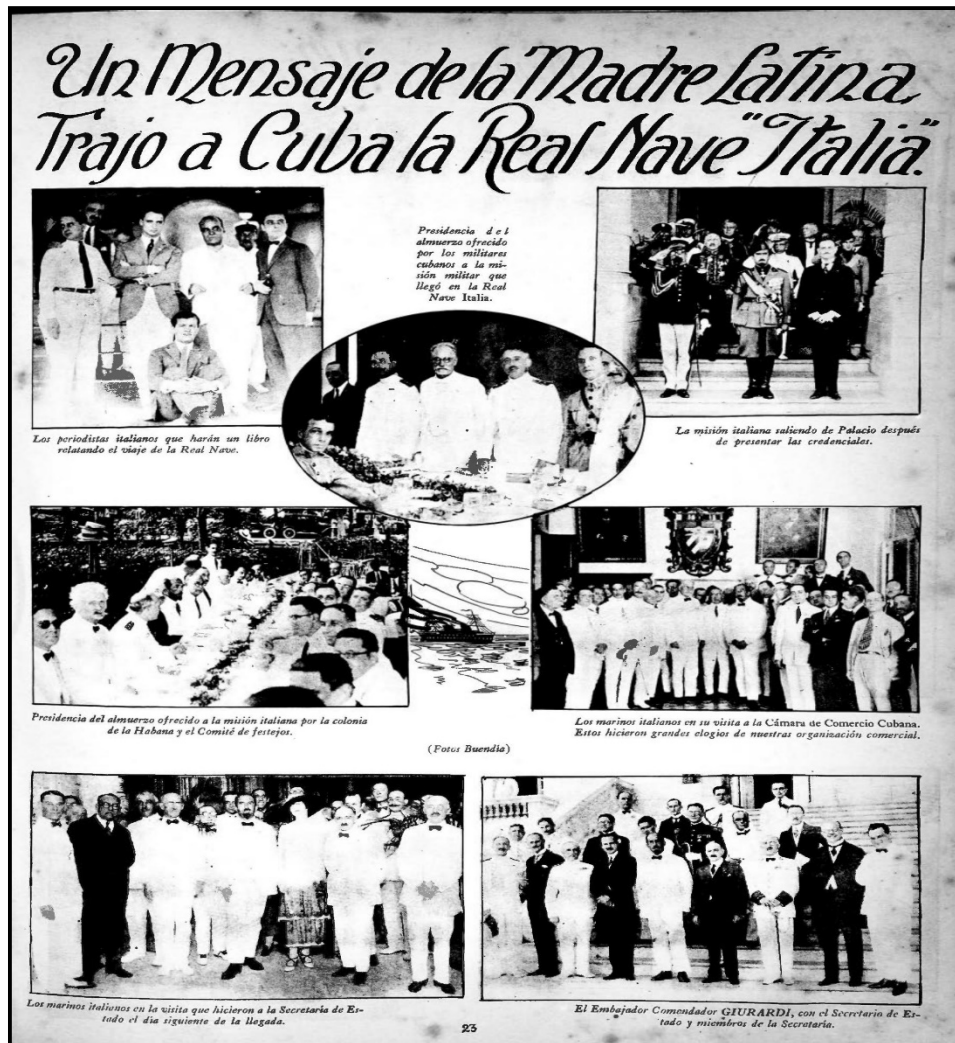 Un Mensaje de la Madre Latina,
Trajo a Cuba la Real Nave "Italia".
Presidencia del
almuerzo ofrecido
por los militares
cubanos a la mi-
sión militar que
llegó en la Real
Nave Italia.
Los periodistas italianos que harán un libro
relatando el viaje de la Real Nave.
La misión italiana saliendo de Palacio después
de presentar las credenciales.
Presidencia del almuerzo ofrecido a la misión italiana por la colonia
de la Habana y el Comité de festejos.
Los marinos italianos en su visita a la Cámara de Comercio Cubana.
Estos hicieron grandes elogios de nuestras organización comercial.
(Fotos Buendia)
Los marinos italianos en la visita que hicieron a la Secretaria de Es-
tado el día siguiente de la llegada.
El Embajador Comendador GIURARDI, con el Secretario de Es-
tado y miembros de la Secretaría.
23